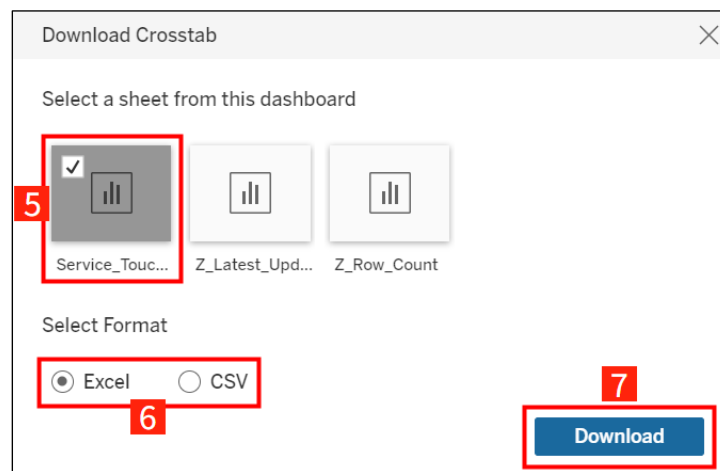 Download Crosstab
Select a sheet from this dashboard
5
Service_Touc... Z_Latest_Upd... Z_Row_Count
Select Format
Excel CSV
6
7
Download